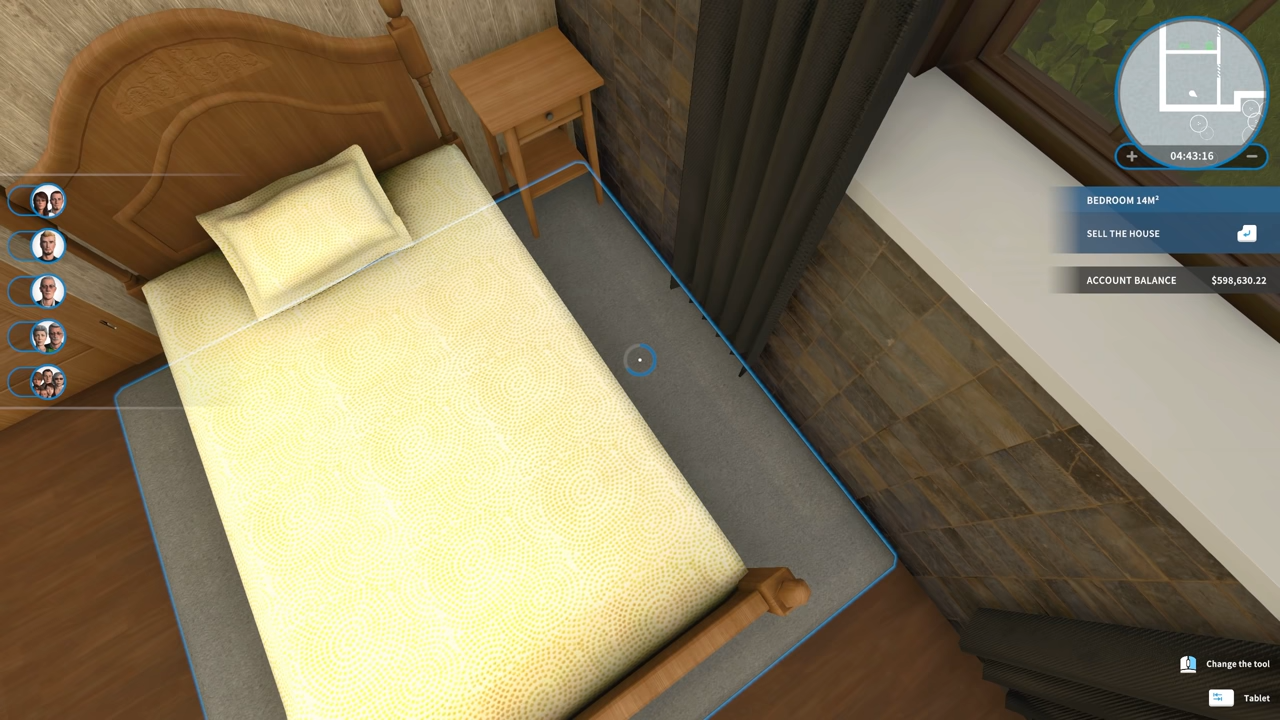 04:43:16
BEDROOM 14M²
SELL THE HOUSE
ACCOUNT BALANCE $598,630.22
Change the tool
Tablet